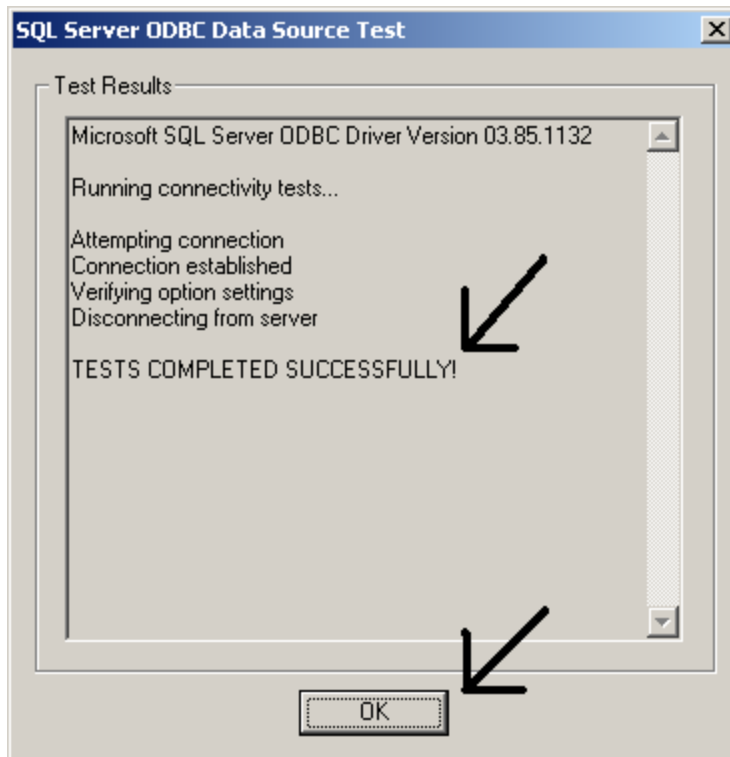 SQL Server ODBC Data Source Test
Test Results
Microsoft SQL Server ODBC Driver Version 03.85.1132
Running connectivity tests...
Attempting connection
Connection established
Verifying option settings
Disconnecting from server
TESTS COMPLETED SUCCESSFULLY!
OK